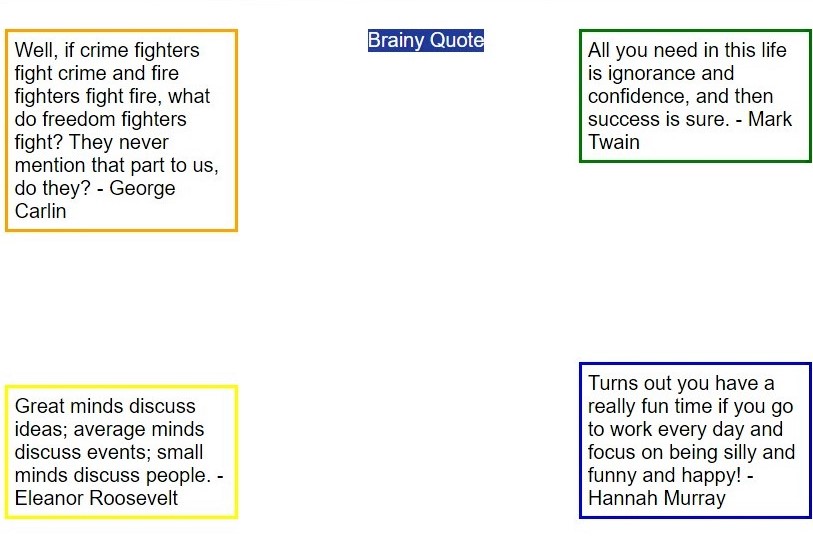 Well, if crime fighters
fight crime and fire
fighters fight fire, what
do freedom fighters
fight? They never
mention that part to us,
do they? - George
Carlin
Brainy Quote
All you need in this life
is ignorance and
confidence, and then
success is sure. - Mark
Twain
Great minds discuss
ideas; average minds
discuss events; small
minds discuss people. -
Eleanor Roosevelt
Turns out you have a
really fun time if you go
to work every day and
focus on being silly and
funny and happy! -
Hannah Murray